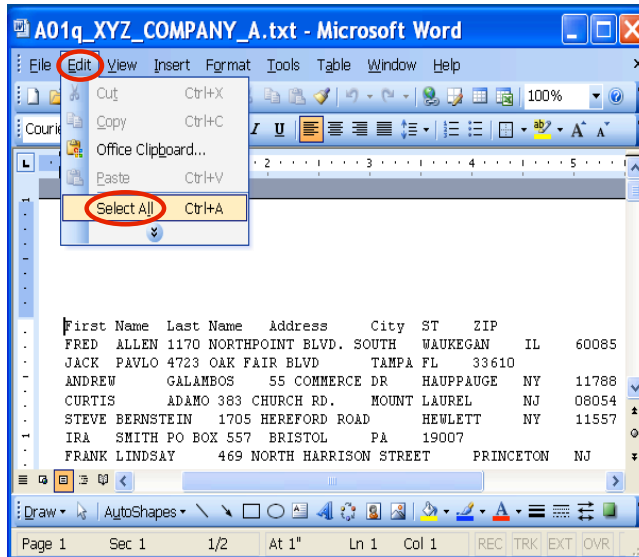 A01q_XYZ_COMPANY_A.txt - Microsoft Word
File Edit View Insert Format Tools Table Window Help
Cut Ctrl+X
100%
Copy Ctrl+C
Couri
I U
Office Clipboard...
Paste Ctrl+V
Select All Ctrl+A
2 3 4 5
First Name Last Name Address City ST ZIP
FRED ALLEN 1170 NORTHPOINT BLVD. SOUTH WAUKEGAN IL 60085
JACK PAVLO 4723 OAK FAIR BLVD TAMPA FL 33610
ANDREW GALAMBOS 55 COMMERCE DR HAUPPAUGE NY 11788
CURTIS ADAMO 383 CHURCH RD. MOUNT LAUREL NJ 08054
STEVE BERNSTEIN 1705 HEREFORD ROAD HEWLETT NY 11557
IRA SMITH PO BOX 557 BRISTOL PA 19007
FRANK LINDSAY 469 NORTH HARRISON STREET PRINCETON NJ
Draw AutoShapes
Page 1 Sec 1 1/2 At 1" Ln 1 Col 1 REC TRK EXT OVR